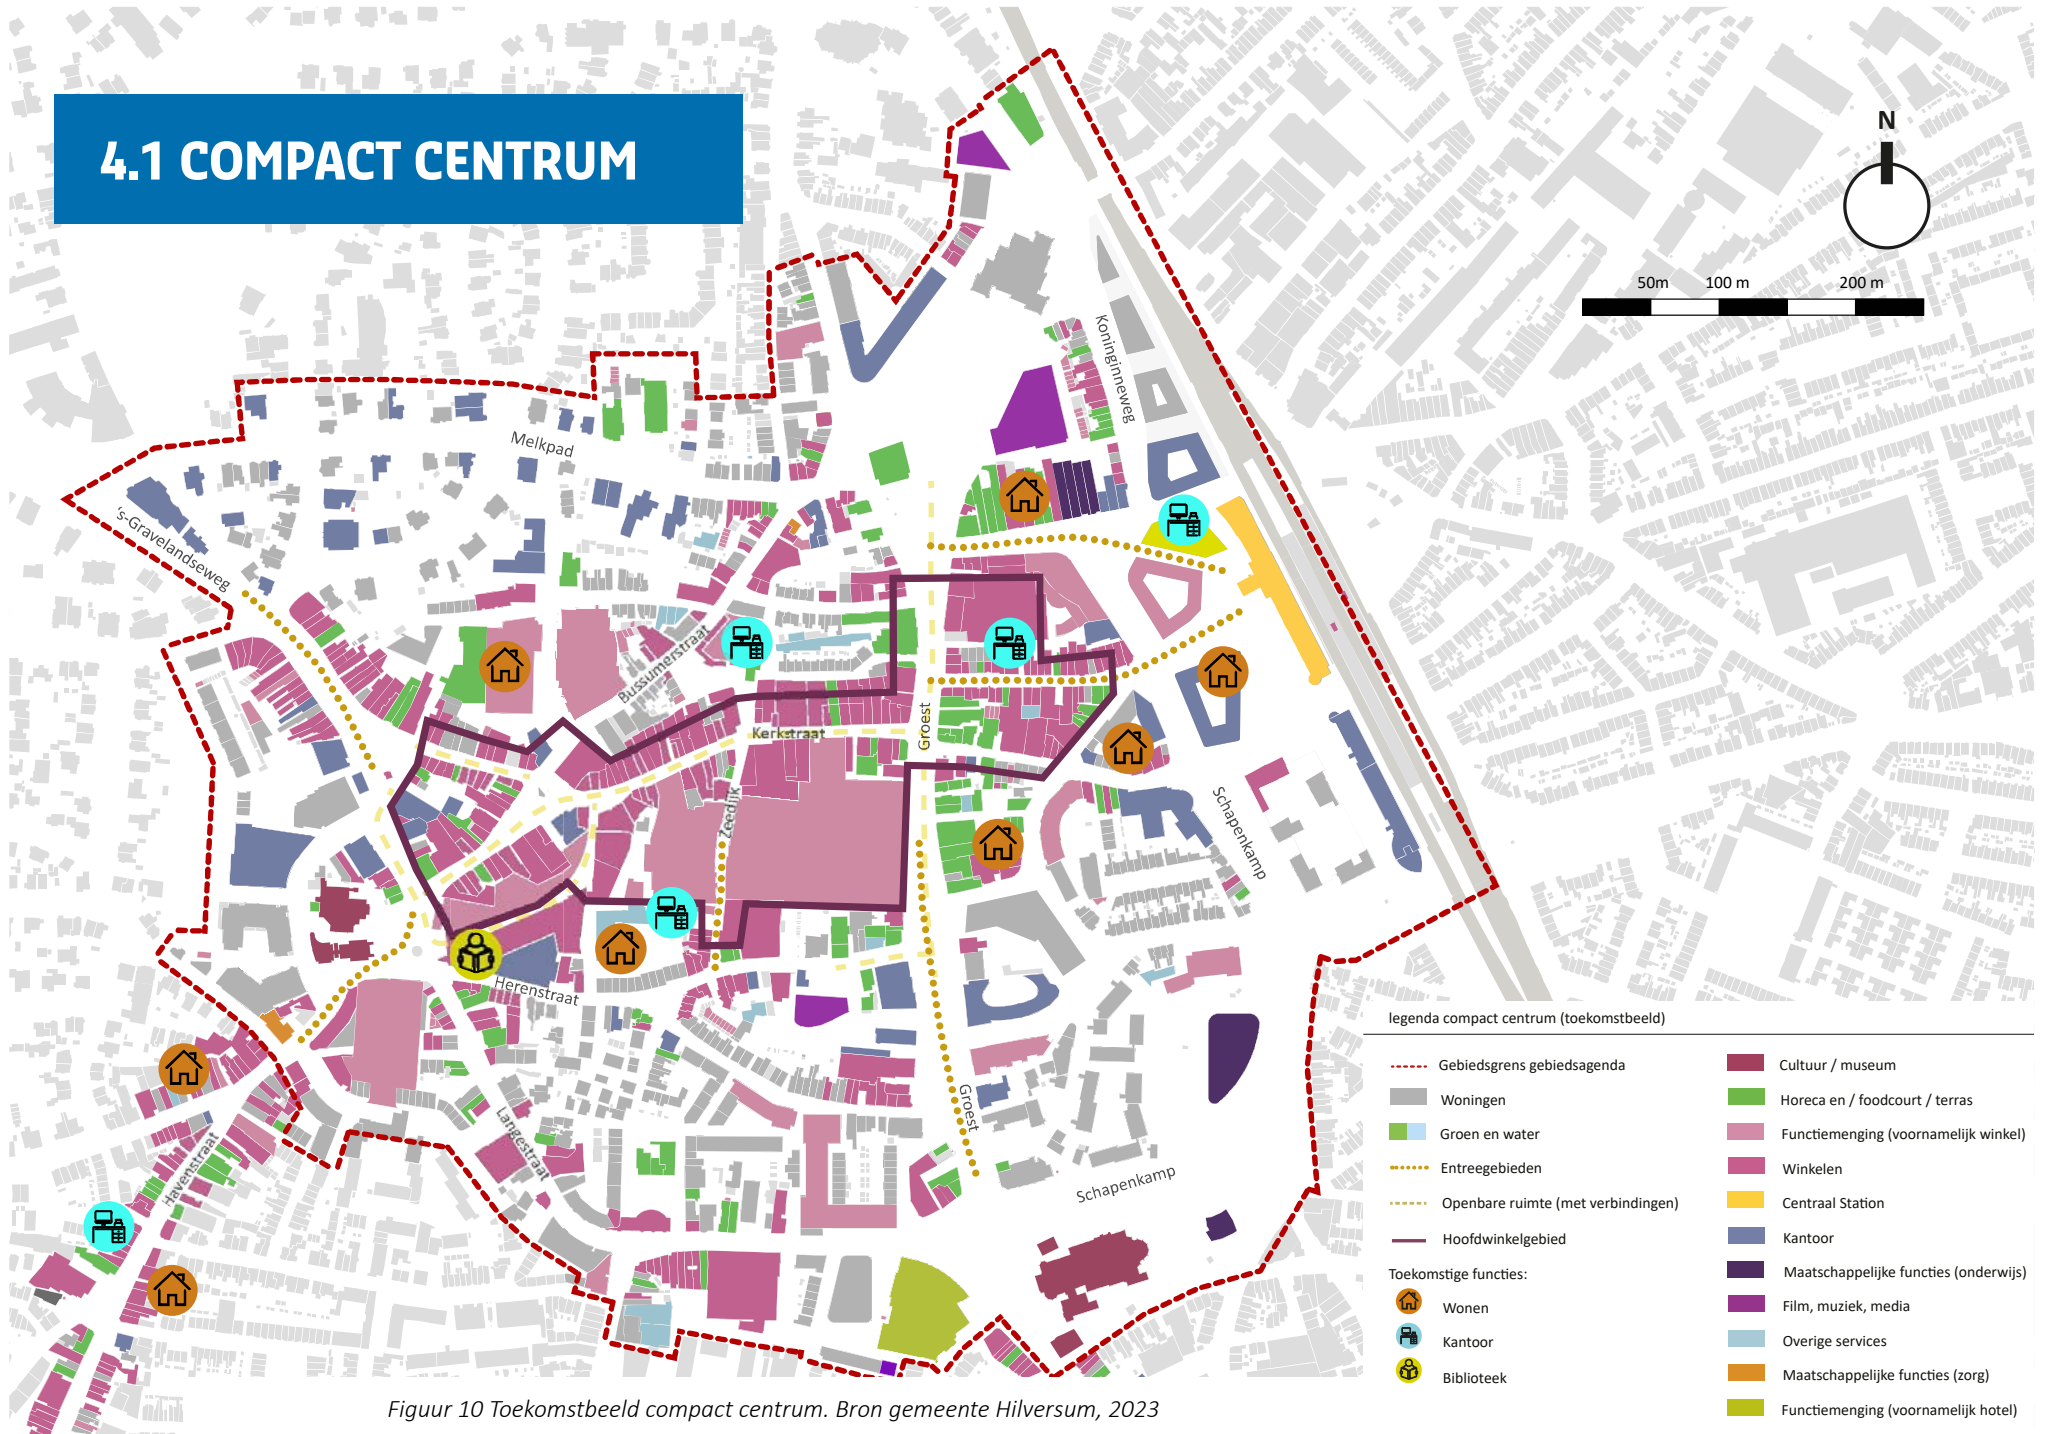 4.1 COMPACT CENTRUM
N
50m 100 m 200 m
Koninginneweg
Melkpad
's-Gravelandseweg
Bussumerstraat
Kerkstraat
Groest
Zeedijk
Schapenkamp
Herenstraat
Langestraat
Havenstraat
Groest
Schapenkamp
legenda compact centrum (toekomstbeeld)
Gebiedsgrens gebiedsagenda
Woningen
Groen en water
Entreegebieden
Openbare ruimte (met verbindingen)
Hoofdwinkelgebied
Toekomstige functies:
Wonen
Kantoor
Biblioteek
Cultuur / museum
Horeca en / foodcourt / terras
Functiemenging (voornamelijk winkel)
Winkelen
Centraal Station
Kantoor
Maatschappelijke functies (onderwijs)
Film, muziek, media
Overige services
Maatschappelijke functies (zorg)
Functiemenging (voornamelijk hotel)
Figuur 10 Toekomstbeeld compact centrum. Bron gemeente Hilversum, 2023